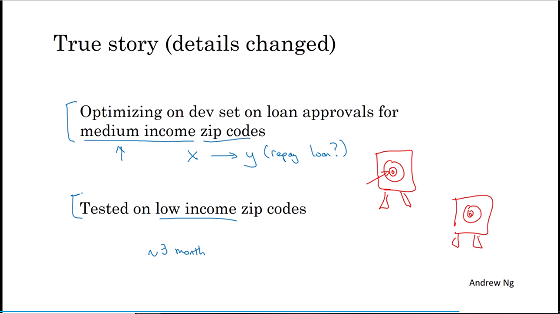 True story (details changed)
Optimizing on dev set on loan approvals for
medium income zip codes
x → y (repay loan?)
Tested on low income zip codes
~3 month
Andrew Ng